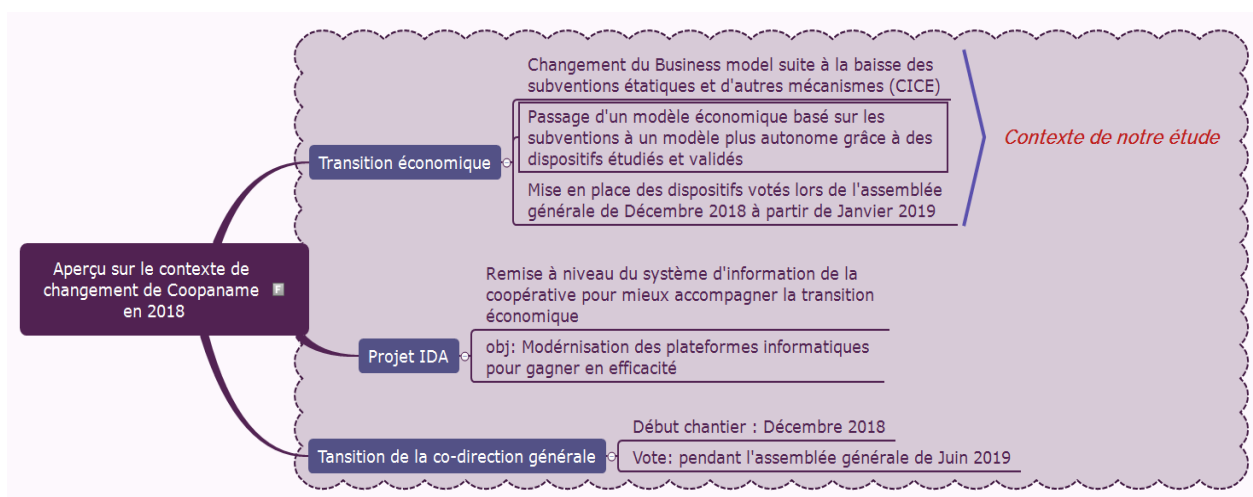 Aperçu sur le contexte de
changement de Coopaname
en 2018
Transition économique
Changement du Business model suite à la baisse des
subventions étatiques et d'autres mécanismes (CICE)
Passage d'un modèle économique basé sur les
subventions à un modèle plus autonome grâce à des
dispositifs étudiés et validés
Mise en place des dispositifs votés lors de l'assemblée
générale de Décembre 2018 à partir de Janvier 2019
Contexte de notre étude
Projet IDA
Remise à niveau du système d'information de la
coopérative pour mieux accompagner la transition
économique
obj: Modérnisation des plateformes informatiques
pour gagner en efficacité
Tansition de la co-direction générale
Début chantier : Décembre 2018
Vote: pendant l'assemblée générale de Juin 2019